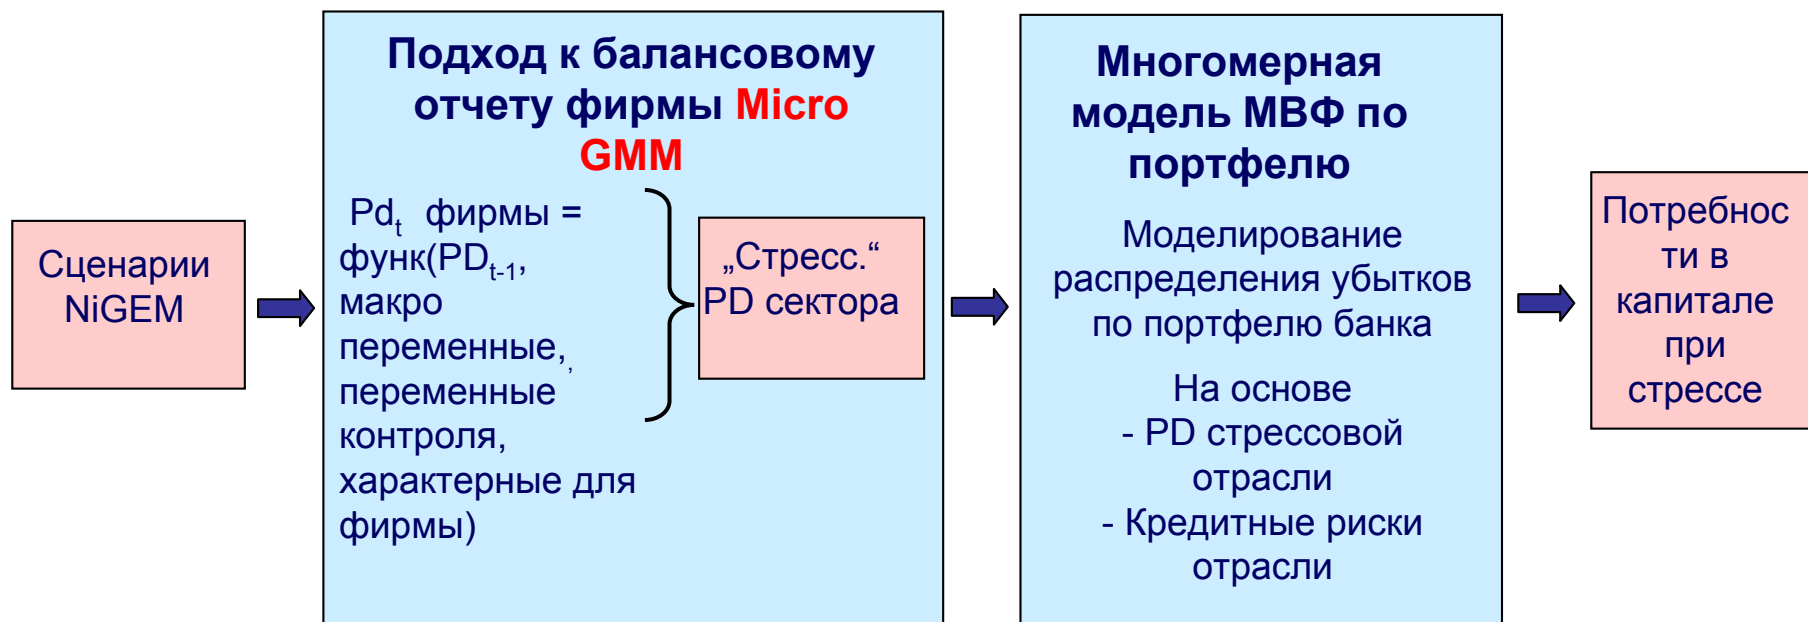 Сценарии
NiGEM
Подход к балансовому
отчету фирмы Micro
GMM
Pdt фирмы =
функ(PDt-1,
макро
переменные,,
переменные
контроля,
характерные для
фирмы)
„Стресс.“
PD сектора
Многомерная
модель МВФ по
портфелю
Моделирование
распределения убытков
по портфелю банка
На основе
- PD стрессовой
отрасли
- Кредитные риски
отрасли
Потребнос
ти в
капитале
при
стрессе